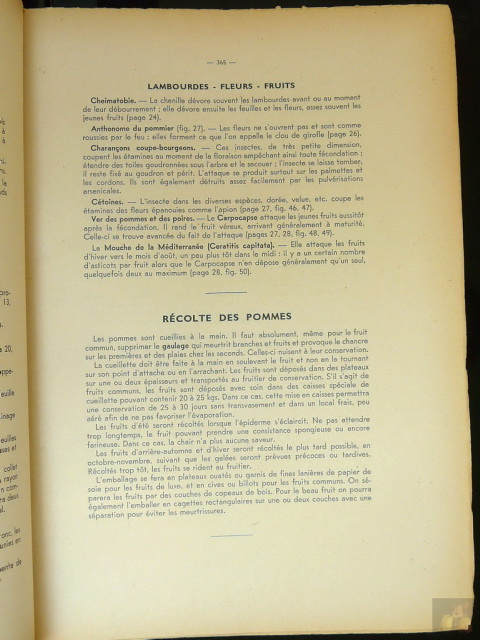 — 365 —
LAMBOURDES - FLEURS - FRUITS
Cheimatobie. — La chenille dévore souvent les lambourdes avant ou au moment
de leur débourrement ; elle dévore ensuite les feuilles et les fleurs, assez souvent les
jeunes fruits (page 24).
Anthonome du pommier (fig. 27). — Les fleurs ne s'ouvrent pas et sont comme
roussies par le feu : elles forment ce que l'on appelle le clou de girofle (page 26).
Charançons coupe-bourgeons. — Ces insectes, de très petite dimension,
coupent les étamines au moment de la floraison empêchant ainsi toute fécondation ;
étendre des toiles goudronnées sous l'arbre et le secouer ; l'insecte se laisse tomber,
il reste fixé au goudron et périt. L'attaque se produit surtout sur les palmettes et
les cordons. Ils sont également détruits assez facilement par les pulvérisations
arsenicales.
Cétoines. — L'insecte dans les diverses espèces, dorée, velue, etc. coupe les
étamines des fleurs épanouies comme l'apion (page 27, fig. 46, 47).
Ver des pommes et des poires. — Le Carpocapse attaque les jeunes fruits aussitôt
après la fécondation. Il rend le fruit véreux, arrivant généralement à maturité.
Celle-ci se trouve avancée du fait de l'attaque (pages 27, 28, fig. 48, 49).
La Mouche de la Méditerranée (Ceratitis capitata). — Elle attaque les fruits
d'hiver vers le mois d'août, un peu plus tôt dans le midi : il y a un certain nombre
d'asticots par fruit alors que le Carpocapse n'en dépose généralement qu'un seul,
quelquefois deux au maximum (page 28, fig. 50).
RÉCOLTE DES POMMES
Les pommes sont cueillies à la main. Il faut absolument, même pour le fruit
commun, supprimer le gaulage qui meurtrit branches et fruits et provoque le chancre
sur les premières et des plaies chez les seconds. Celles-ci nuisent à leur conservation.
La cueillette doit être faite à la main en soulevant le fruit et non en le tournant
sur son point d'attache ou en l'arrachant. Les fruits sont déposés dans des plateaux
sur une ou deux épaisseurs et transportés au fruitier de conservation. S'il s'agit de
fruits communs, les fruits sont déposés avec soin dans des caisses spéciale de
cueillette pouvant contenir 20 à 25 kgs. Dans ce cas, cette mise en caisses permettra
une conservation de 25 à 30 jours sans transvasement et dans un local frais, peu
aéré afin de ne pas favoriser l'évaporation.
Les fruits d'été seront récoltés lorsque l'épiderme s'éclaircit. Ne pas attendre
trop longtemps, le fruit pouvant prendre une consistance spongieuse ou encore
farineuse. Dans ce cas, la chair n'a plus aucune saveur.
Les fruits d'arrière-automne et d'hiver seront récoltés le plus tard possible, en
octobre-novembre, suivant que les gelées seront prévues précoces ou tardives.
Récoltés trop tôt, les fruits se rident au fruitier.
L'emballage se fera en plateaux ouatés ou garnis de fines lanières de papier de
soie pour les fruits de luxe, et en cives ou billots pour les fruits communs. On sé-
parera les fruits par des couches de copeaux de bois. Pour le beau fruit on pourra
également l'emballer en cagettes rectangulaires sur une ou deux couches avec une
séparation pour éviter les meurtrissures.